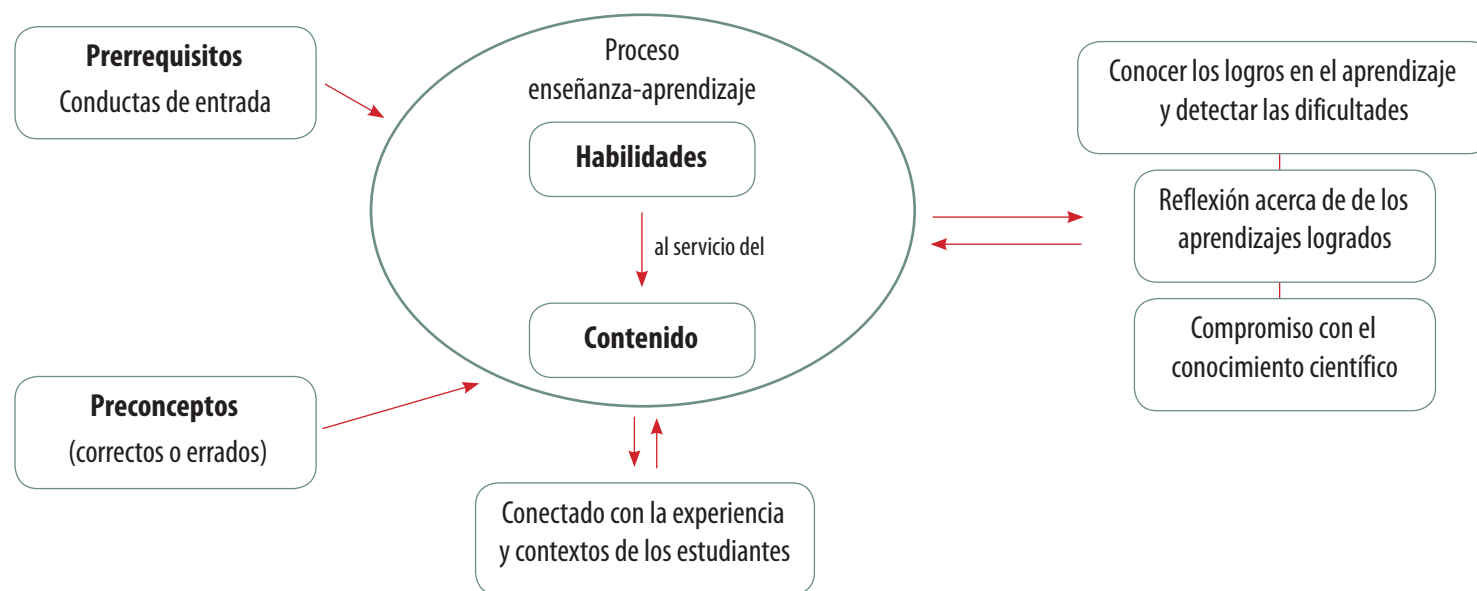 Prerrequisitos
Conductas de entrada
Preconceptos
(correctos o errados)
Proceso
enseñanza-aprendizaje
Habilidades
al servicio del
Contenido
Conectado con la experiencia
y contextos de los estudiantes
Conocer los logros en el aprendizaje
y detectar las dificultades
Reflexión acerca de de los
aprendizajes logrados
Compromiso con el
conocimiento científico